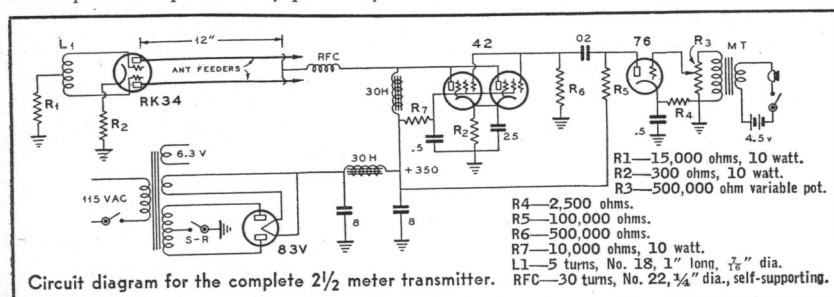 L1
12"
ANT FEEDERS
RK34
R1
R2
RFC
42
02
76
R3
MT
30H
R7
R2
.5
25
R6
R5
.5
R4
4.5v
6.3 V
115 VAC
S-R
83V
30H
+350
8
8
R1—15,000 ohms, 10 watt.
R2—300 ohms, 10 watt.
R3—500,000 ohm variable pot.
R4—2,500 ohms.
R5—100,000 ohms.
R6—500,000 ohms.
R7—10,000 ohms, 10 watt.
L1—5 turns, No. 18, 1" long, 7/16" dia.
RFC—30 turns, No. 22, 1/4" dia., self-supporting.
Circuit diagram for the complete 2½ meter transmitter.